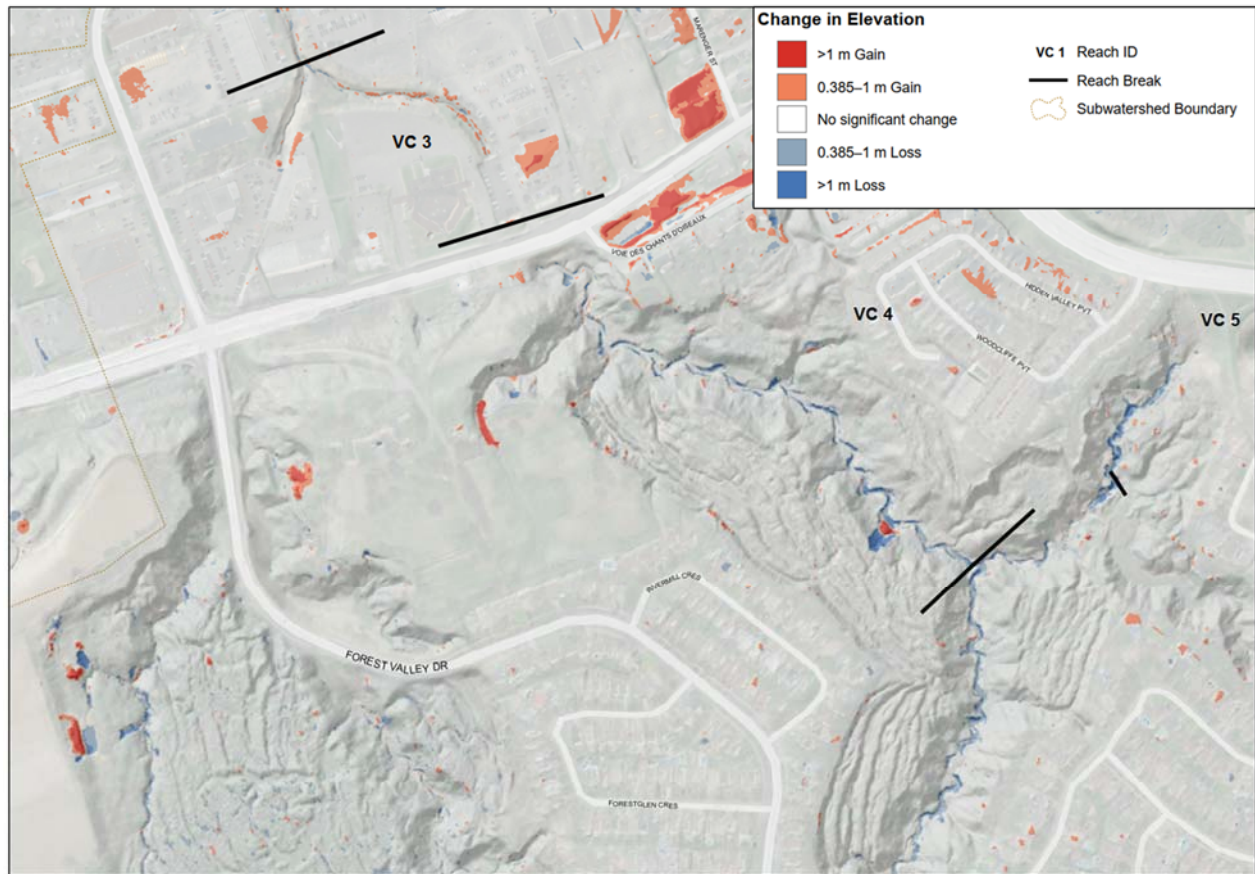 Change in Elevation
>1 m Gain
0.385–1 m Gain
No significant change
0.385–1 m Loss
>1 m Loss
VC 1 Reach ID
Reach Break
Subwatershed Boundary
MARENGER ST
VC 3
VOIE DES CHANTS D'OISEAUX
HIDDEN VALLEY PVT
VC 4
WOODCLIFFE PVT
VC 5
INVERMILL CRES
FOREST VALLEY DR
FORESTGLEN CRES